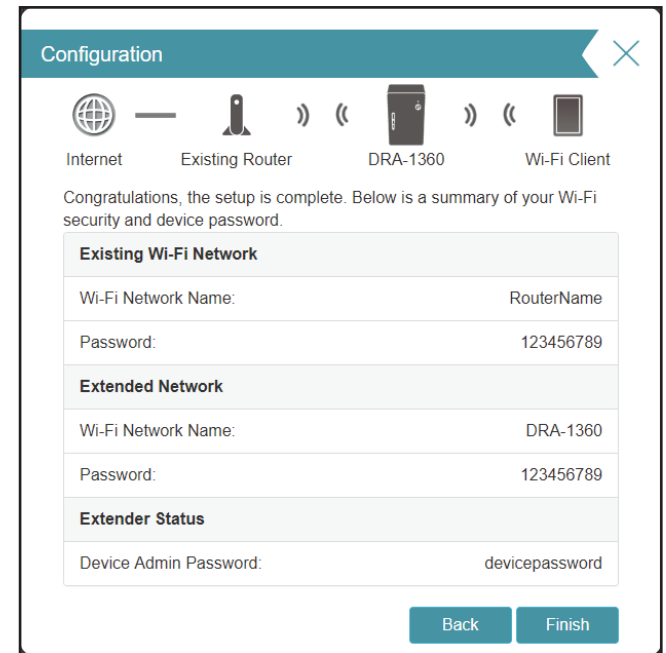 Configuration
Internet Existing Router DRA-1360 Wi-Fi Client
Congratulations, the setup is complete. Below is a summary of your Wi-Fi
security and device password.
Existing Wi-Fi Network
Wi-Fi Network Name: RouterName
Password: 123456789
Extended Network
Wi-Fi Network Name: DRA-1360
Password: 123456789
Extender Status
Device Admin Password: devicepassword
Back Finish